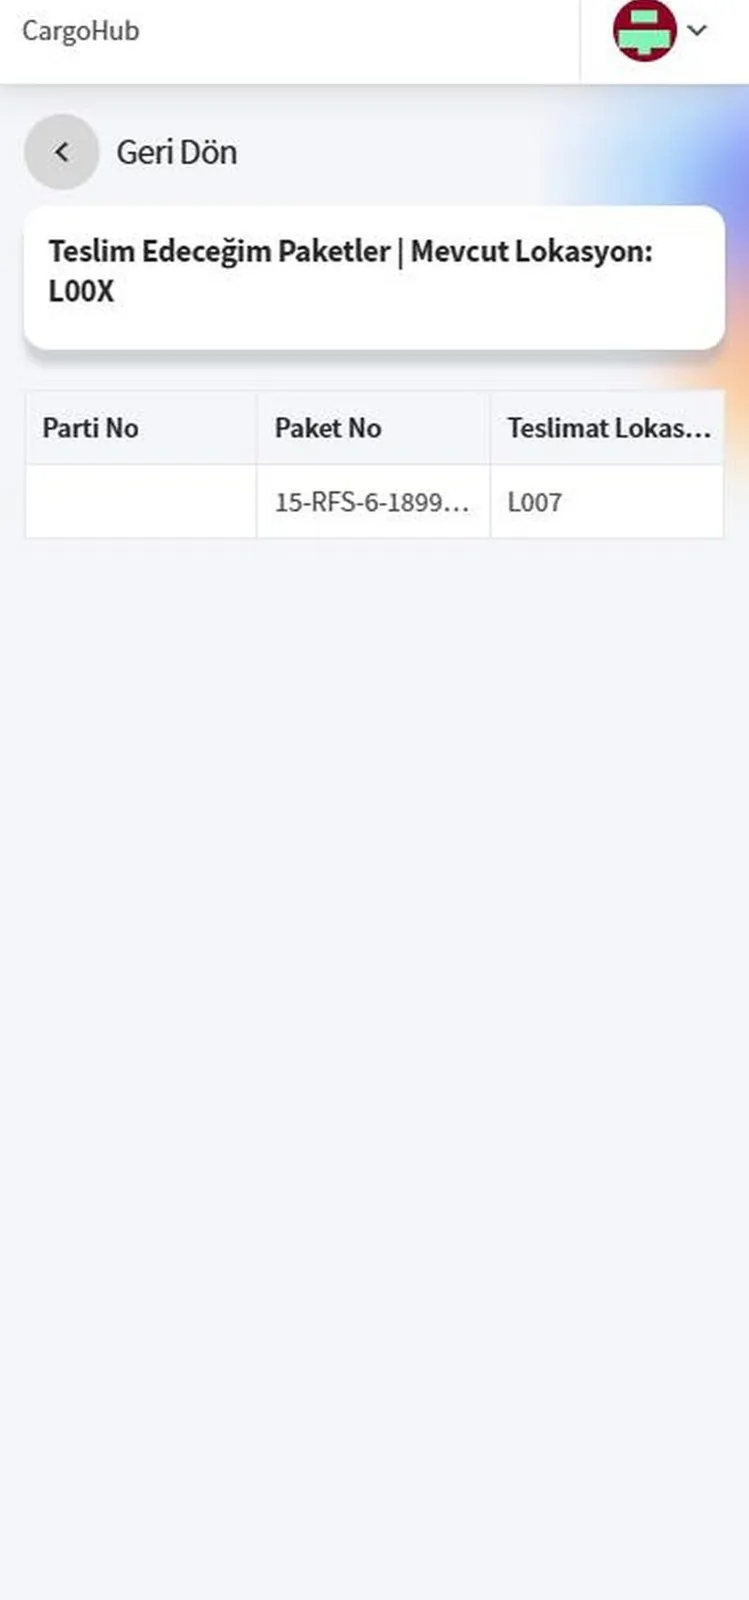 CargoHub
Geri Dön
Teslim Edeceğim Paketler | Mevcut Lokasyon:
L00X
Parti No Paket No Teslimat Lokas...
15-RFS-6-1899... L007